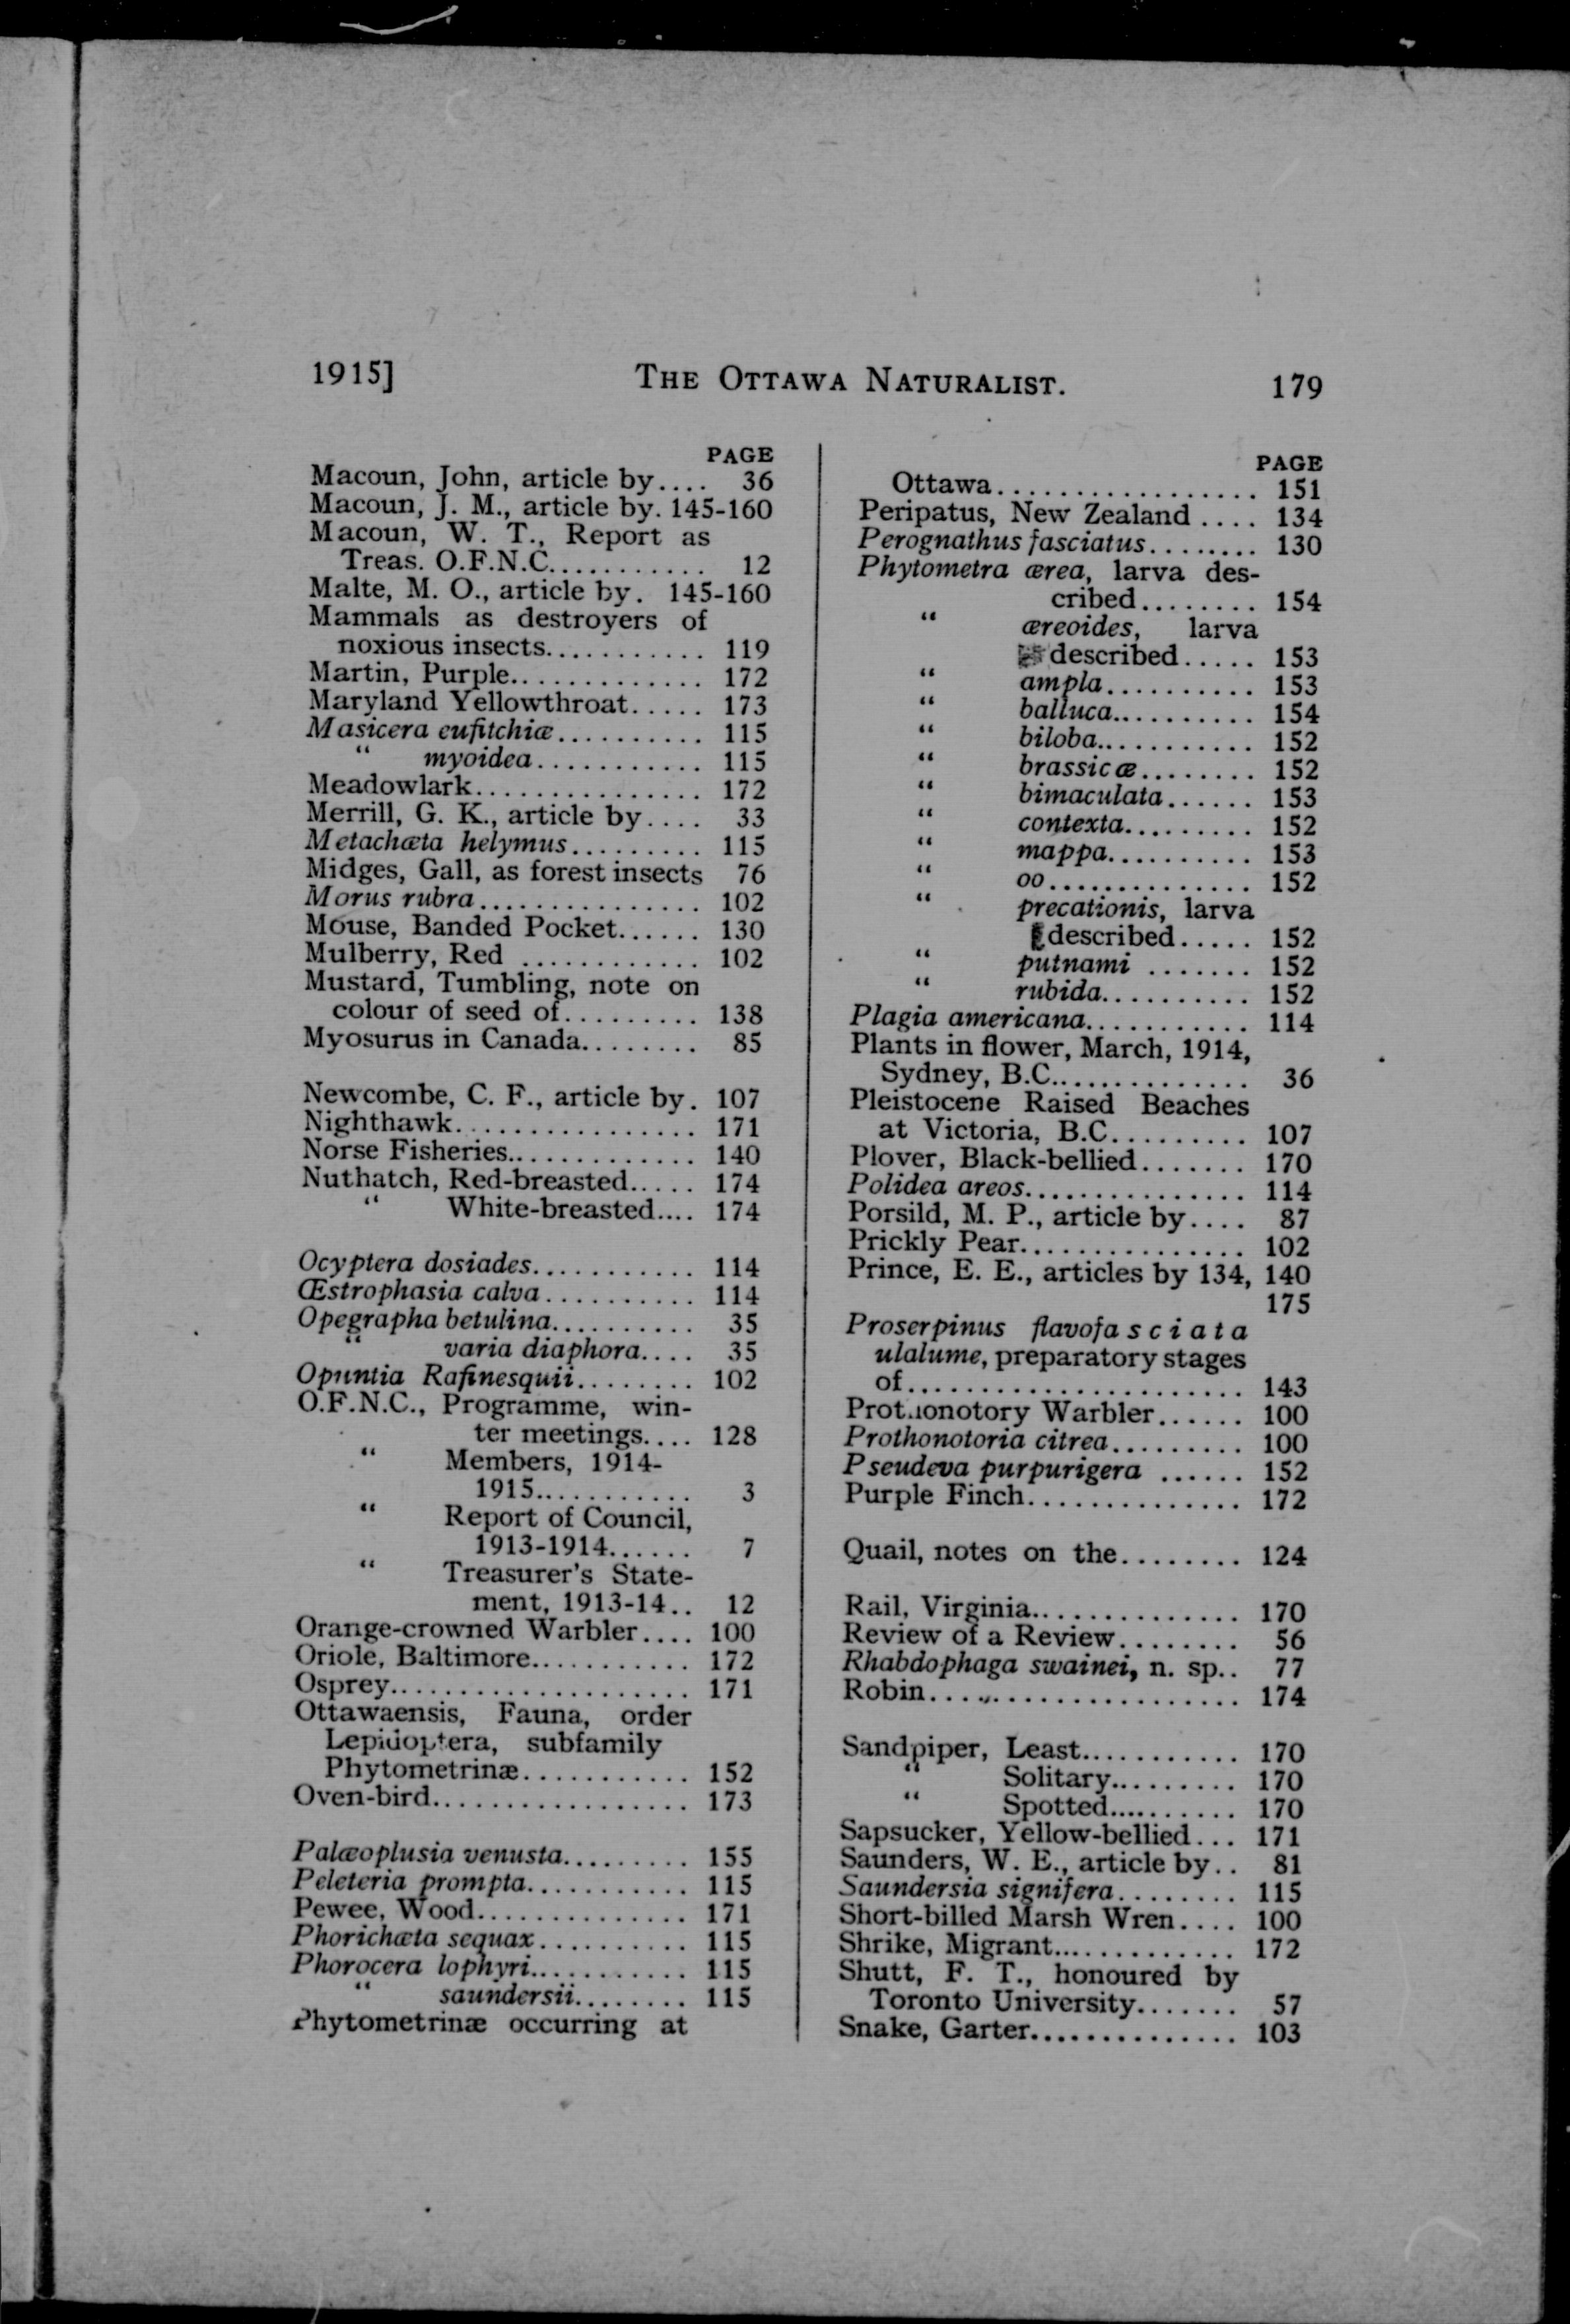 1915] THE OTTAWA NATURALIST. 179
PAGE
Macoun, John, article by.... 36
Macoun, J. M., article by. 145-160
Macoun, W. T., Report as
Treas. O.F.N.C........... 12
Malte, M. O., article by. 145-160
Mammals as destroyers of
noxious insects........... 119
Martin, Purple............. 172
Maryland Yellowthroat..... 173
Masicera eufitchiæ.......... 115
“ myoidea............ 115
Meadowlark............... 172
Merrill, G. K., article by.... 33
Metachæta helymus......... 115
Midges, Gall, as forest insects 76
Morus rubra............... 102
Mouse, Banded Pocket...... 130
Mulberry, Red ............ 102
Mustard, Tumbling, note on
colour of seed of.......... 138
Myosurus in Canada........ 85
Newcombe, C. F., article by. 107
Nighthawk................ 171
Norse Fisheries............. 140
Nuthatch, Red-breasted..... 174
“ White-breasted.... 174
Ocyptera dosiades........... 114
Œstrophasia calva.......... 114
Opegrapha betulina.......... 35
“ varia diaphora.... 35
Opuntia Rafinesquii........ 102
O.F.N.C., Programme, win-
ter meetings.... 128
“ Members, 1914-
1915........... 3
“ Report of Council,
1913-1914...... 7
“ Treasurer's State-
ment, 1913-14.. 12
Orange-crowned Warbler.... 100
Oriole, Baltimore........... 172
Osprey..................... 171
Ottawaensis, Fauna, order
Lepidoptera, subfamily
Phytometrinæ............ 152
Oven-bird.................. 173
Palæoplusia venusta......... 155
Peleteria prompta........... 115
Pewee, Wood............... 171
Phorichæta sequax.......... 115
Phorocera lophyri........... 115
“ saundersii........ 115
Phytometrinæ occurring at
PAGE
Ottawa.................. 151
Peripatus, New Zealand .... 134
Perognathus fasciatus........ 130
Phytometra ærea, larva des-
cribed........ 154
“ æreoides, larva
described..... 153
“ ampla.......... 153
“ balluca.......... 154
“ biloba........... 152
“ brassicæ........ 152
“ bimaculata...... 153
“ contexta......... 152
“ mappa.......... 153
“ oo.............. 152
“ precationis, larva
described..... 152
“ putnami ....... 152
“ rubida.......... 152
Plagia americana........... 114
Plants in flower, March, 1914,
Sydney, B.C.............. 36
Pleistocene Raised Beaches
at Victoria, B.C.......... 107
Plover, Black-bellied....... 170
Polidea areos............... 114
Porsild, M. P., article by.... 87
Prickly Pear............... 102
Prince, E. E., articles by 134, 140
175
Proserpinus flavofasciata
ulalume, preparatory stages
of....................... 143
Prothonotory Warbler...... 100
Prothonotoria citrea......... 100
Pseudeva purpurigera ...... 152
Purple Finch............... 172
Quail, notes on the........ 124
Rail, Virginia.............. 170
Review of a Review........ 56
Rhabdophaga swainei, n. sp.. 77
Robin..................... 174
Sandpiper, Least........... 170
“ Solitary......... 170
“ Spotted.......... 170
Sapsucker, Yellow-bellied... 171
Saunders, W. E., article by.. 81
Saundersia signifera........ 115
Short-billed Marsh Wren.... 100
Shrike, Migrant............. 172
Shutt, F. T., honoured by
Toronto University....... 57
Snake, Garter.............. 103